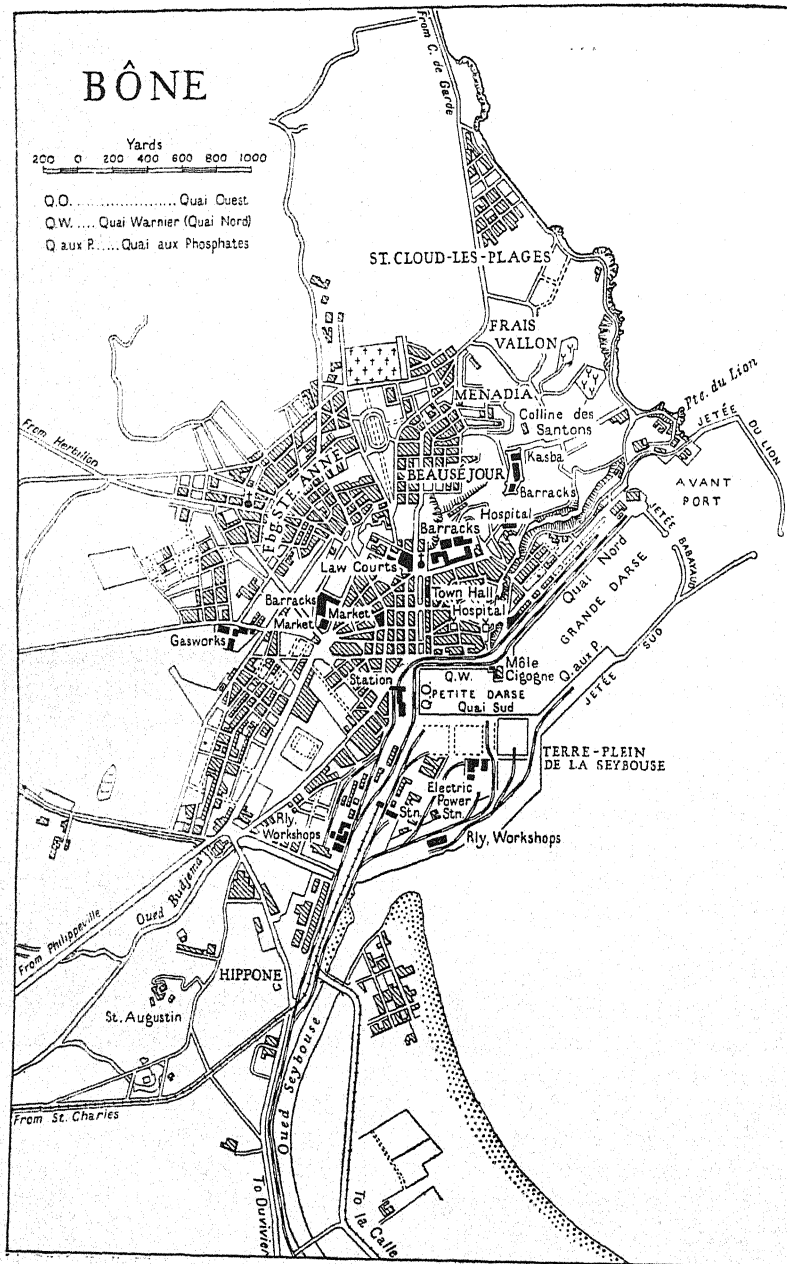 BÔNE
Yards
200 0 200 400 600 800 1000
Q.O. .................... Quai Ouest
Q.W. .... Quai Warnier (Quai Nord)
Q. aux P. ..... Quai aux Phosphates
From C. de Garde
ST. CLOUD-LES-PLAGES
FRAIS
VALLON
MENADIA
Colline des
Santons
Pte. du Lion
JETÉE
DU LION
From Herbillon
Fbg. STE ANNE
BEAUSÉJOUR
Kasba
Barracks
AVANT
PORT
Hospital
Barracks
JETÉE
BABAYAUD
Law Courts
Quai Nord
GRANDE DARSE
Barracks
Market
Market
Town Hall
Hospital
Gasworks
Station
Q.W.
Môle
Cigogne
Q. aux P.
JETÉE
SUD
Q.O.
PETITE DARSE
Quai Sud
TERRE-PLEIN
DE LA SEYBOUSE
Electric
Power
Stn.
Stn.
Rly. Workshops
Rly. Workshops
Oued Budjema
From Philippeville
HIPPONE
St. Augustin
Oued Seybouse
From St. Charles
To Duvivier
To la Calle